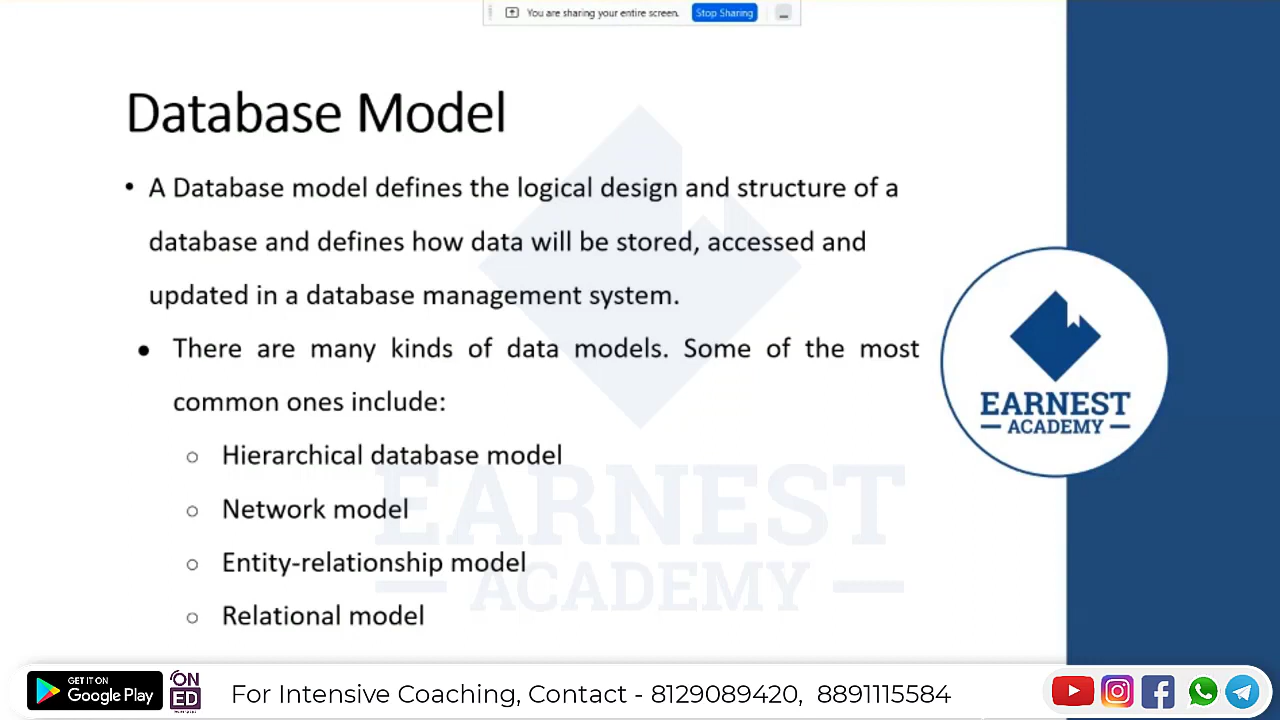 You are sharing your entire screen. Stop Sharing
Database Model
• A Database model defines the logical design and structure of a
database and defines how data will be stored, accessed and
updated in a database management system.
● There are many kinds of data models. Some of the most
common ones include:
○ Hierarchical database model
○ Network model
○ Entity-relationship model
○ Relational model
EARNEST
ACADEMY
EARNEST
ACADEMY
GET IT ON
Google Play
ON
ED
For Intensive Coaching, Contact - 8129089420, 8891115584